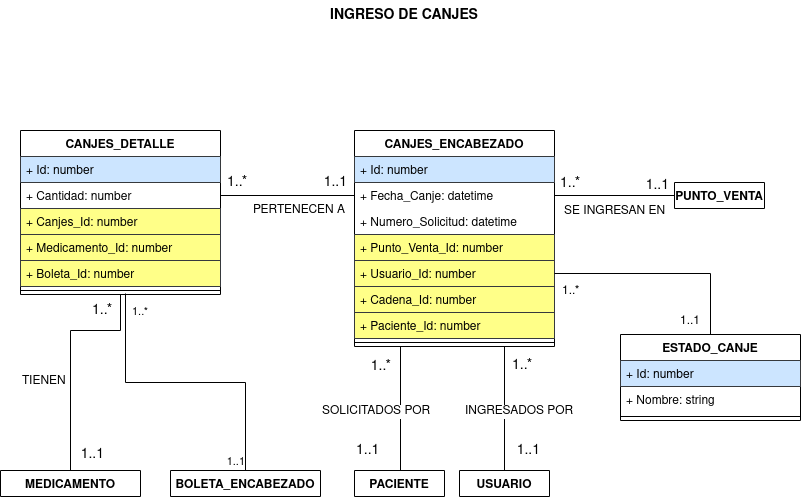 INGRESO DE CANJES
CANJES_DETALLE
+ Id: number
+ Cantidad: number
+ Canjes_Id: number
+ Medicamento_Id: number
+ Boleta_Id: number
1..*
1..1
PERTENECEN A
CANJES_ENCABEZADO
+ Id: number
+ Fecha_Canje: datetime
+ Numero_Solicitud: datetime
+ Punto_Venta_Id: number
+ Usuario_Id: number
+ Cadena_Id: number
+ Paciente_Id: number
1..*
1..1
SE INGRESAN EN
PUNTO_VENTA
1..*
1..1
ESTADO_CANJE
+ Id: number
+ Nombre: string
1..*
1..*
TIENEN
1..1
1..1
MEDICAMENTO
BOLETA_ENCABEZADO
1..*
1..*
SOLICITADOS POR
INGRESADOS POR
1..1
1..1
PACIENTE
USUARIO